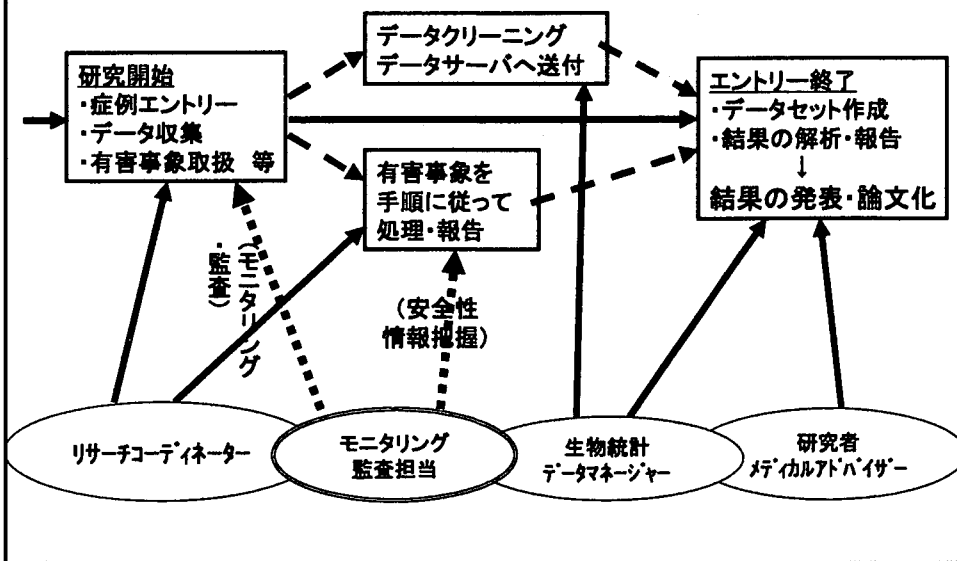 研究開始
・症例エントリー
・データ収集
・有害事象取扱 等
データクリーニング
データサーバへ送付
有害事象を
手順に従って
処理・報告
エントリー終了
・データセット作成
・結果の解析・報告
↓
結果の発表・論文化
(モニタリング
・監査)
(安全性
情報把握)
リサーチコーディネーター
モニタリング
監査担当
生物統計
データマネージャー
研究者
メディカルアドバイザー